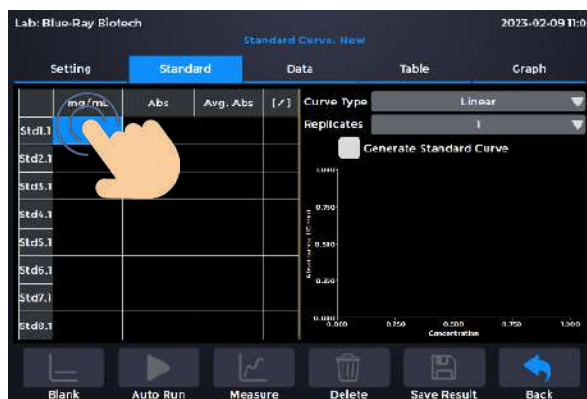 Lab: Blue-Ray Biotech
2023-02-09 11:0
Standard Curve. New
Setting
Standard
Data
Table
Graph
mg/mL
Abs
Avg. Abs
[✓]
Curve Type
Linear
Replicates
1
Generate Standard Curve
Std1.1
Std2.1
Std3.1
Std4.1
Std5.1
Std6.1
Std7.1
Std8.1
1.000
0.750
0.500
0.250
0.000
0.000
0.250
0.500
0.750
1.000
Concentration
Blank
Auto Run
Measure
Delete
Save Result
Back